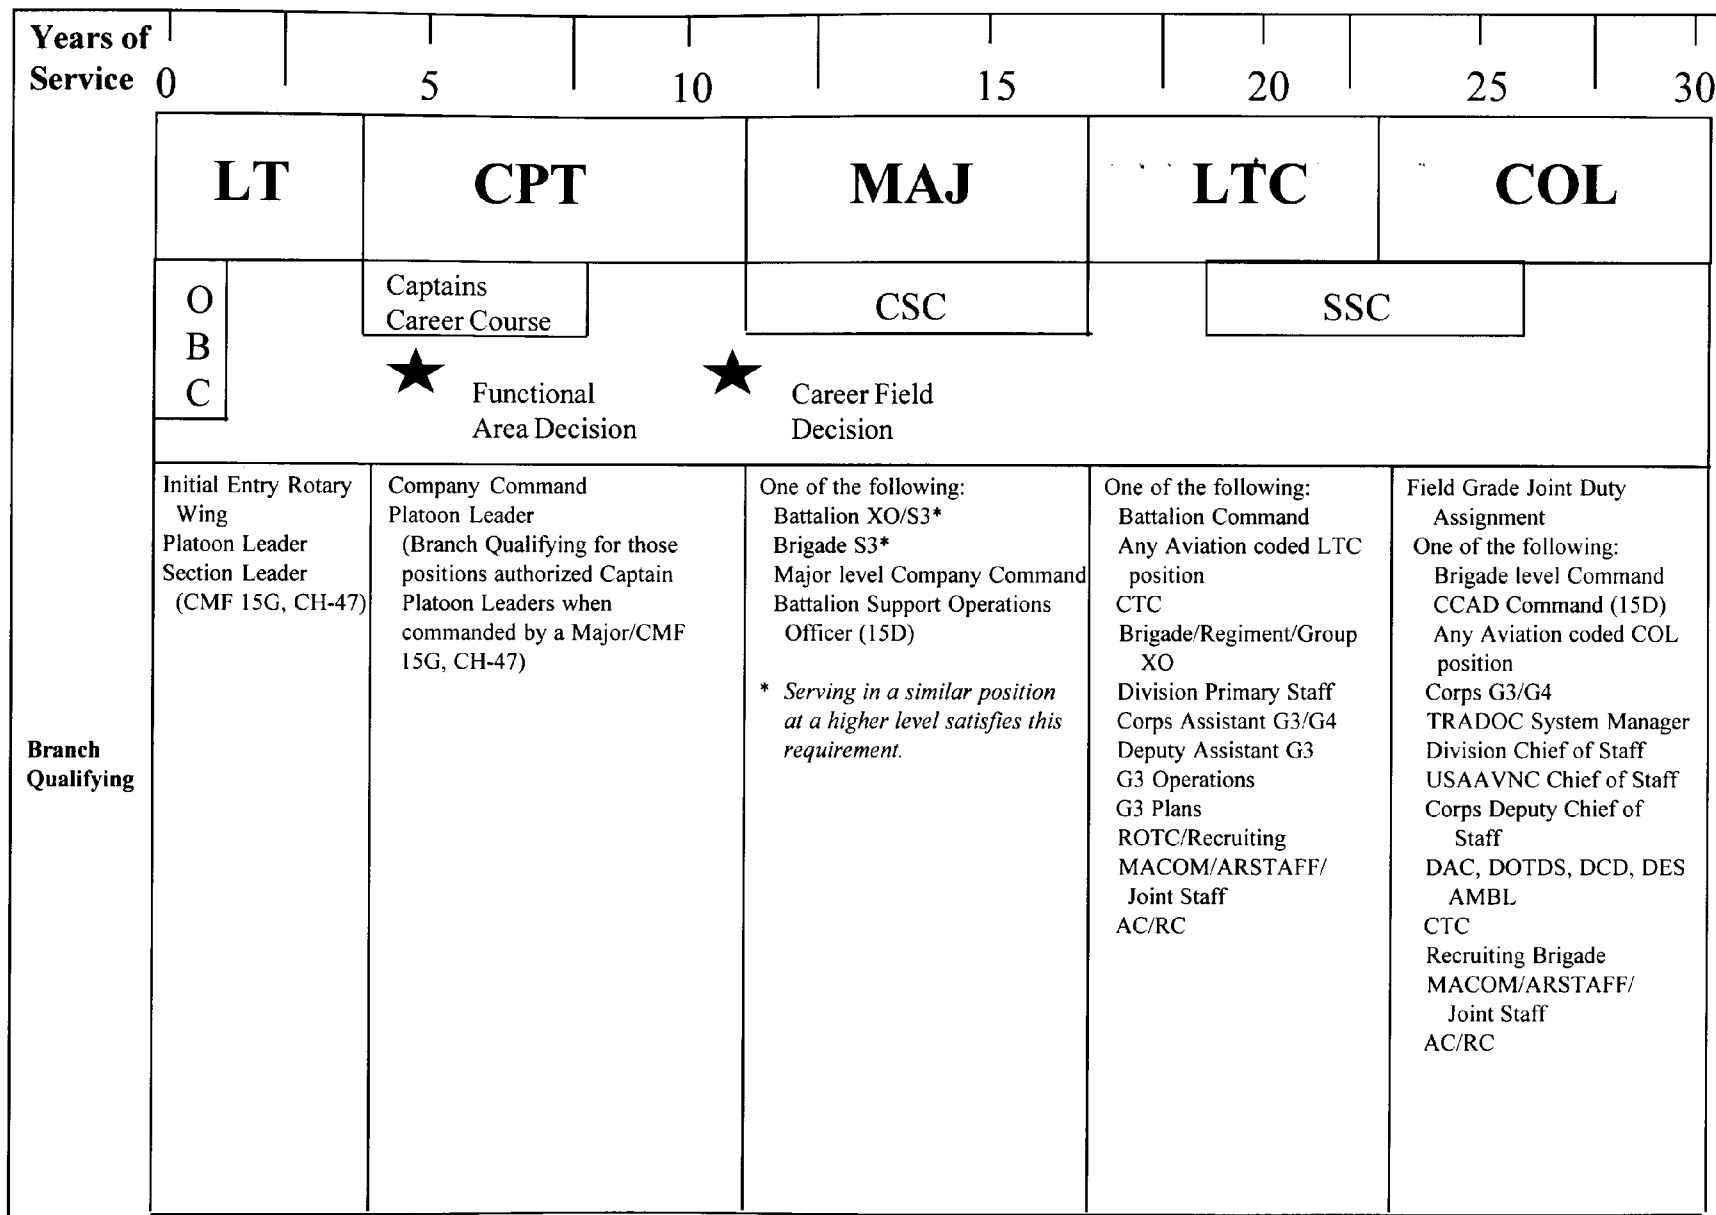 Years of
Service 0 5 10 15 20 25 30
LT CPT MAJ LTC COL
O
B
C
Captains
Career Course
CSC
SSC
Functional
Area Decision
Career Field
Decision
Branch
Qualifying
Initial Entry Rotary
Wing
Platoon Leader
Section Leader
(CMF 15G, CH-47)
Company Command
Platoon Leader
(Branch Qualifying for those
positions authorized Captain
Platoon Leaders when
commanded by a Major/CMF
15G, CH-47)
One of the following:
Battalion XO/S3*
Brigade S3*
Major level Company Command
Battalion Support Operations
Officer (15D)
* Serving in a similar position
at a higher level satisfies this
requirement.
One of the following:
Battalion Command
Any Aviation coded LTC
position
CTC
Brigade/Regiment/Group
XO
Division Primary Staff
Corps Assistant G3/G4
Deputy Assistant G3
G3 Operations
G3 Plans
ROTC/Recruiting
MACOM/ARSTAFF/
Joint Staff
AC/RC
Field Grade Joint Duty
Assignment
One of the following:
Brigade level Command
CCAD Command (15D)
Any Aviation coded COL
position
Corps G3/G4
TRADOC System Manager
Division Chief of Staff
USAAVNC Chief of Staff
Corps Deputy Chief of
Staff
DAC, DOTDS, DCD, DES
AMBL
CTC
Recruiting Brigade
MACOM/ARSTAFF/
Joint Staff
AC/RC